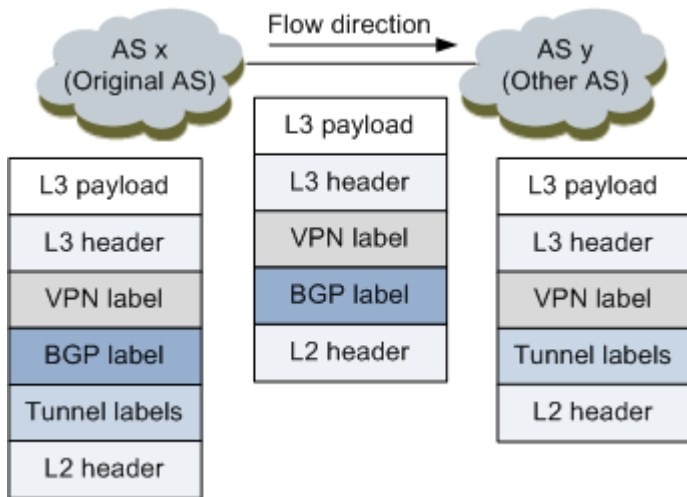 AS x
(Original AS)
Flow direction
AS y
(Other AS)
L3 payload
L3 header
VPN label
BGP label
Tunnel labels
L2 header
L3 payload
L3 header
VPN label
BGP label
L2 header
L3 payload
L3 header
VPN label
Tunnel labels
L2 header